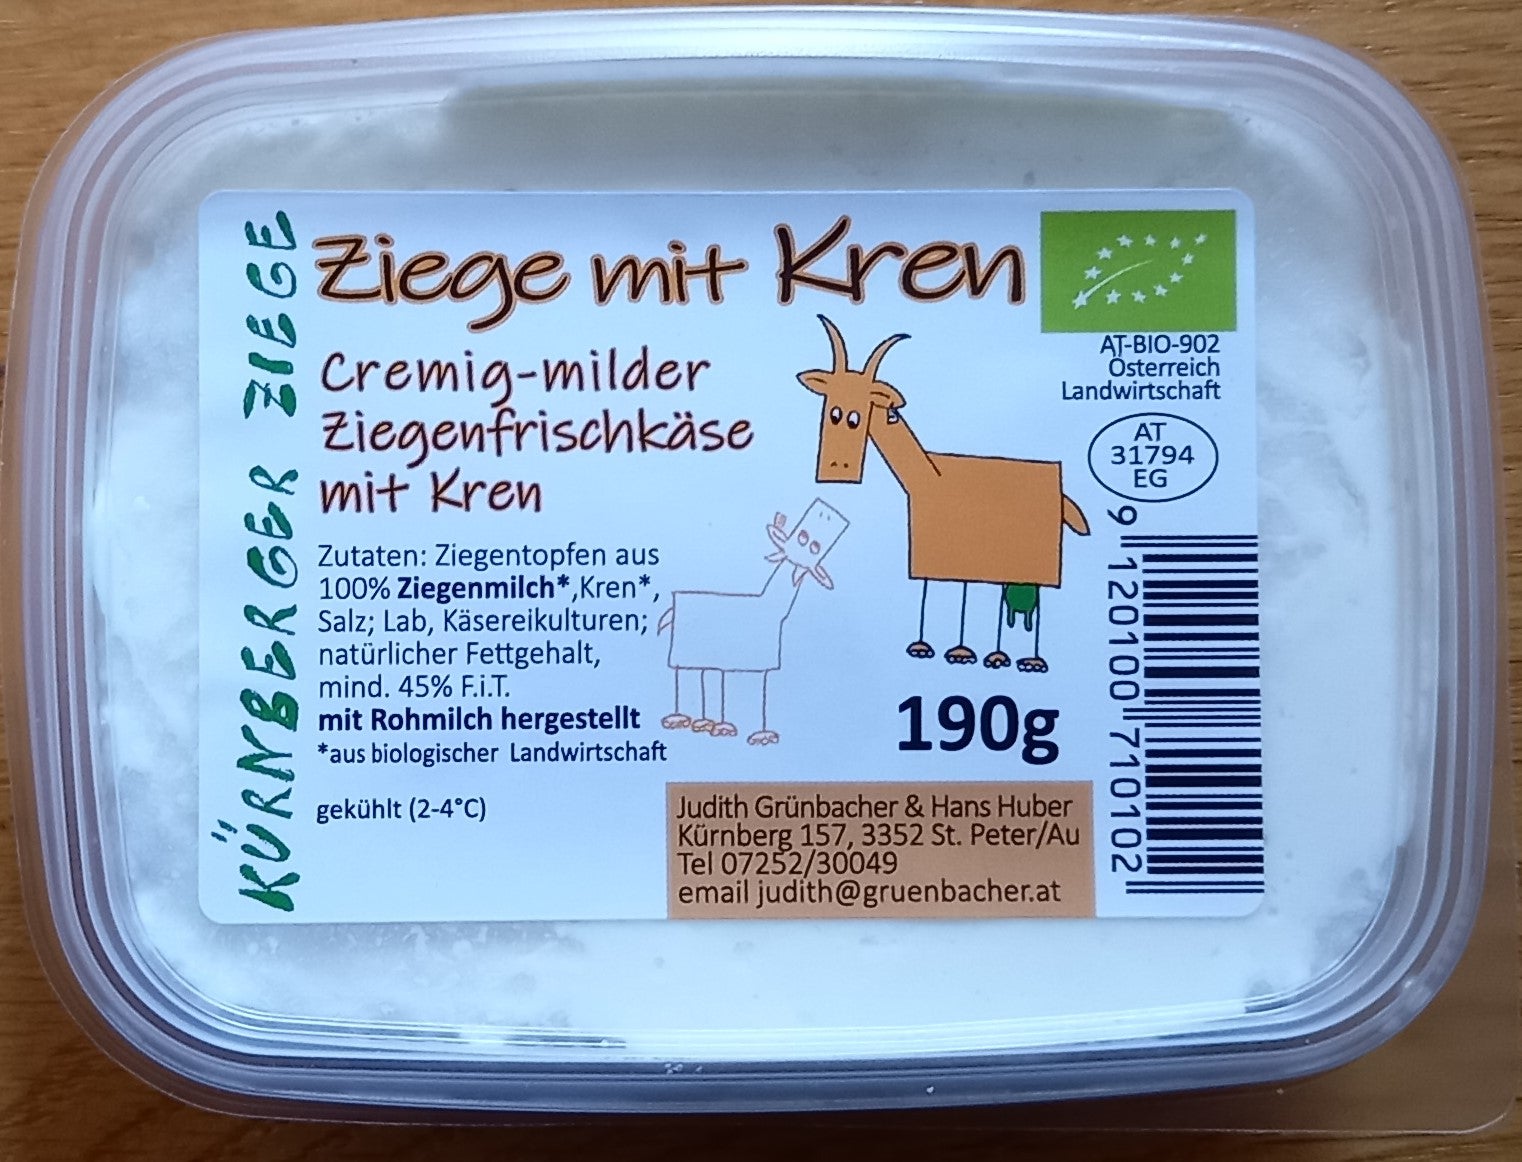 KÜRNBERGER ZIEGE
Ziege mit Kren
Cremig-milder
Ziegenfrischkäse
mit Kren
Zutaten: Ziegentopfen aus
100% Ziegenmilch*,Kren*,
Salz; Lab, Käsereikulturen;
natürlicher Fettgehalt,
mind. 45% F.i.T.
mit Rohmilch hergestellt
*aus biologischer Landwirtschaft
gekühlt (2-4°C)
AT-BIO-902
Österreich
Landwirtschaft
AT
31794
EG
190g
Judith Grünbacher & Hans Huber
Kürnberg 157, 3352 St. Peter/Au
Tel 07252/30049
email judith@gruenbacher.at
9 120100 710102